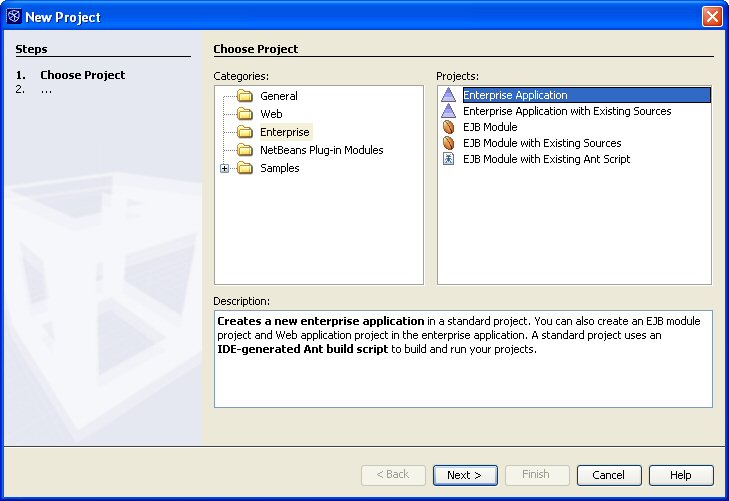 New Project
Steps
1. Choose Project
2. ...
Choose Project
Categories:
General
Web
Enterprise
NetBeans Plug-in Modules
Samples
Projects:
Enterprise Application
Enterprise Application with Existing Sources
EJB Module
EJB Module with Existing Sources
EJB Module with Existing Ant Script
Description:
Creates a new enterprise application in a standard project. You can also create an EJB module
project and Web application project in the enterprise application. A standard project uses an
IDE-generated Ant build script to build and run your projects.
< Back
Next >
Finish
Cancel
Help